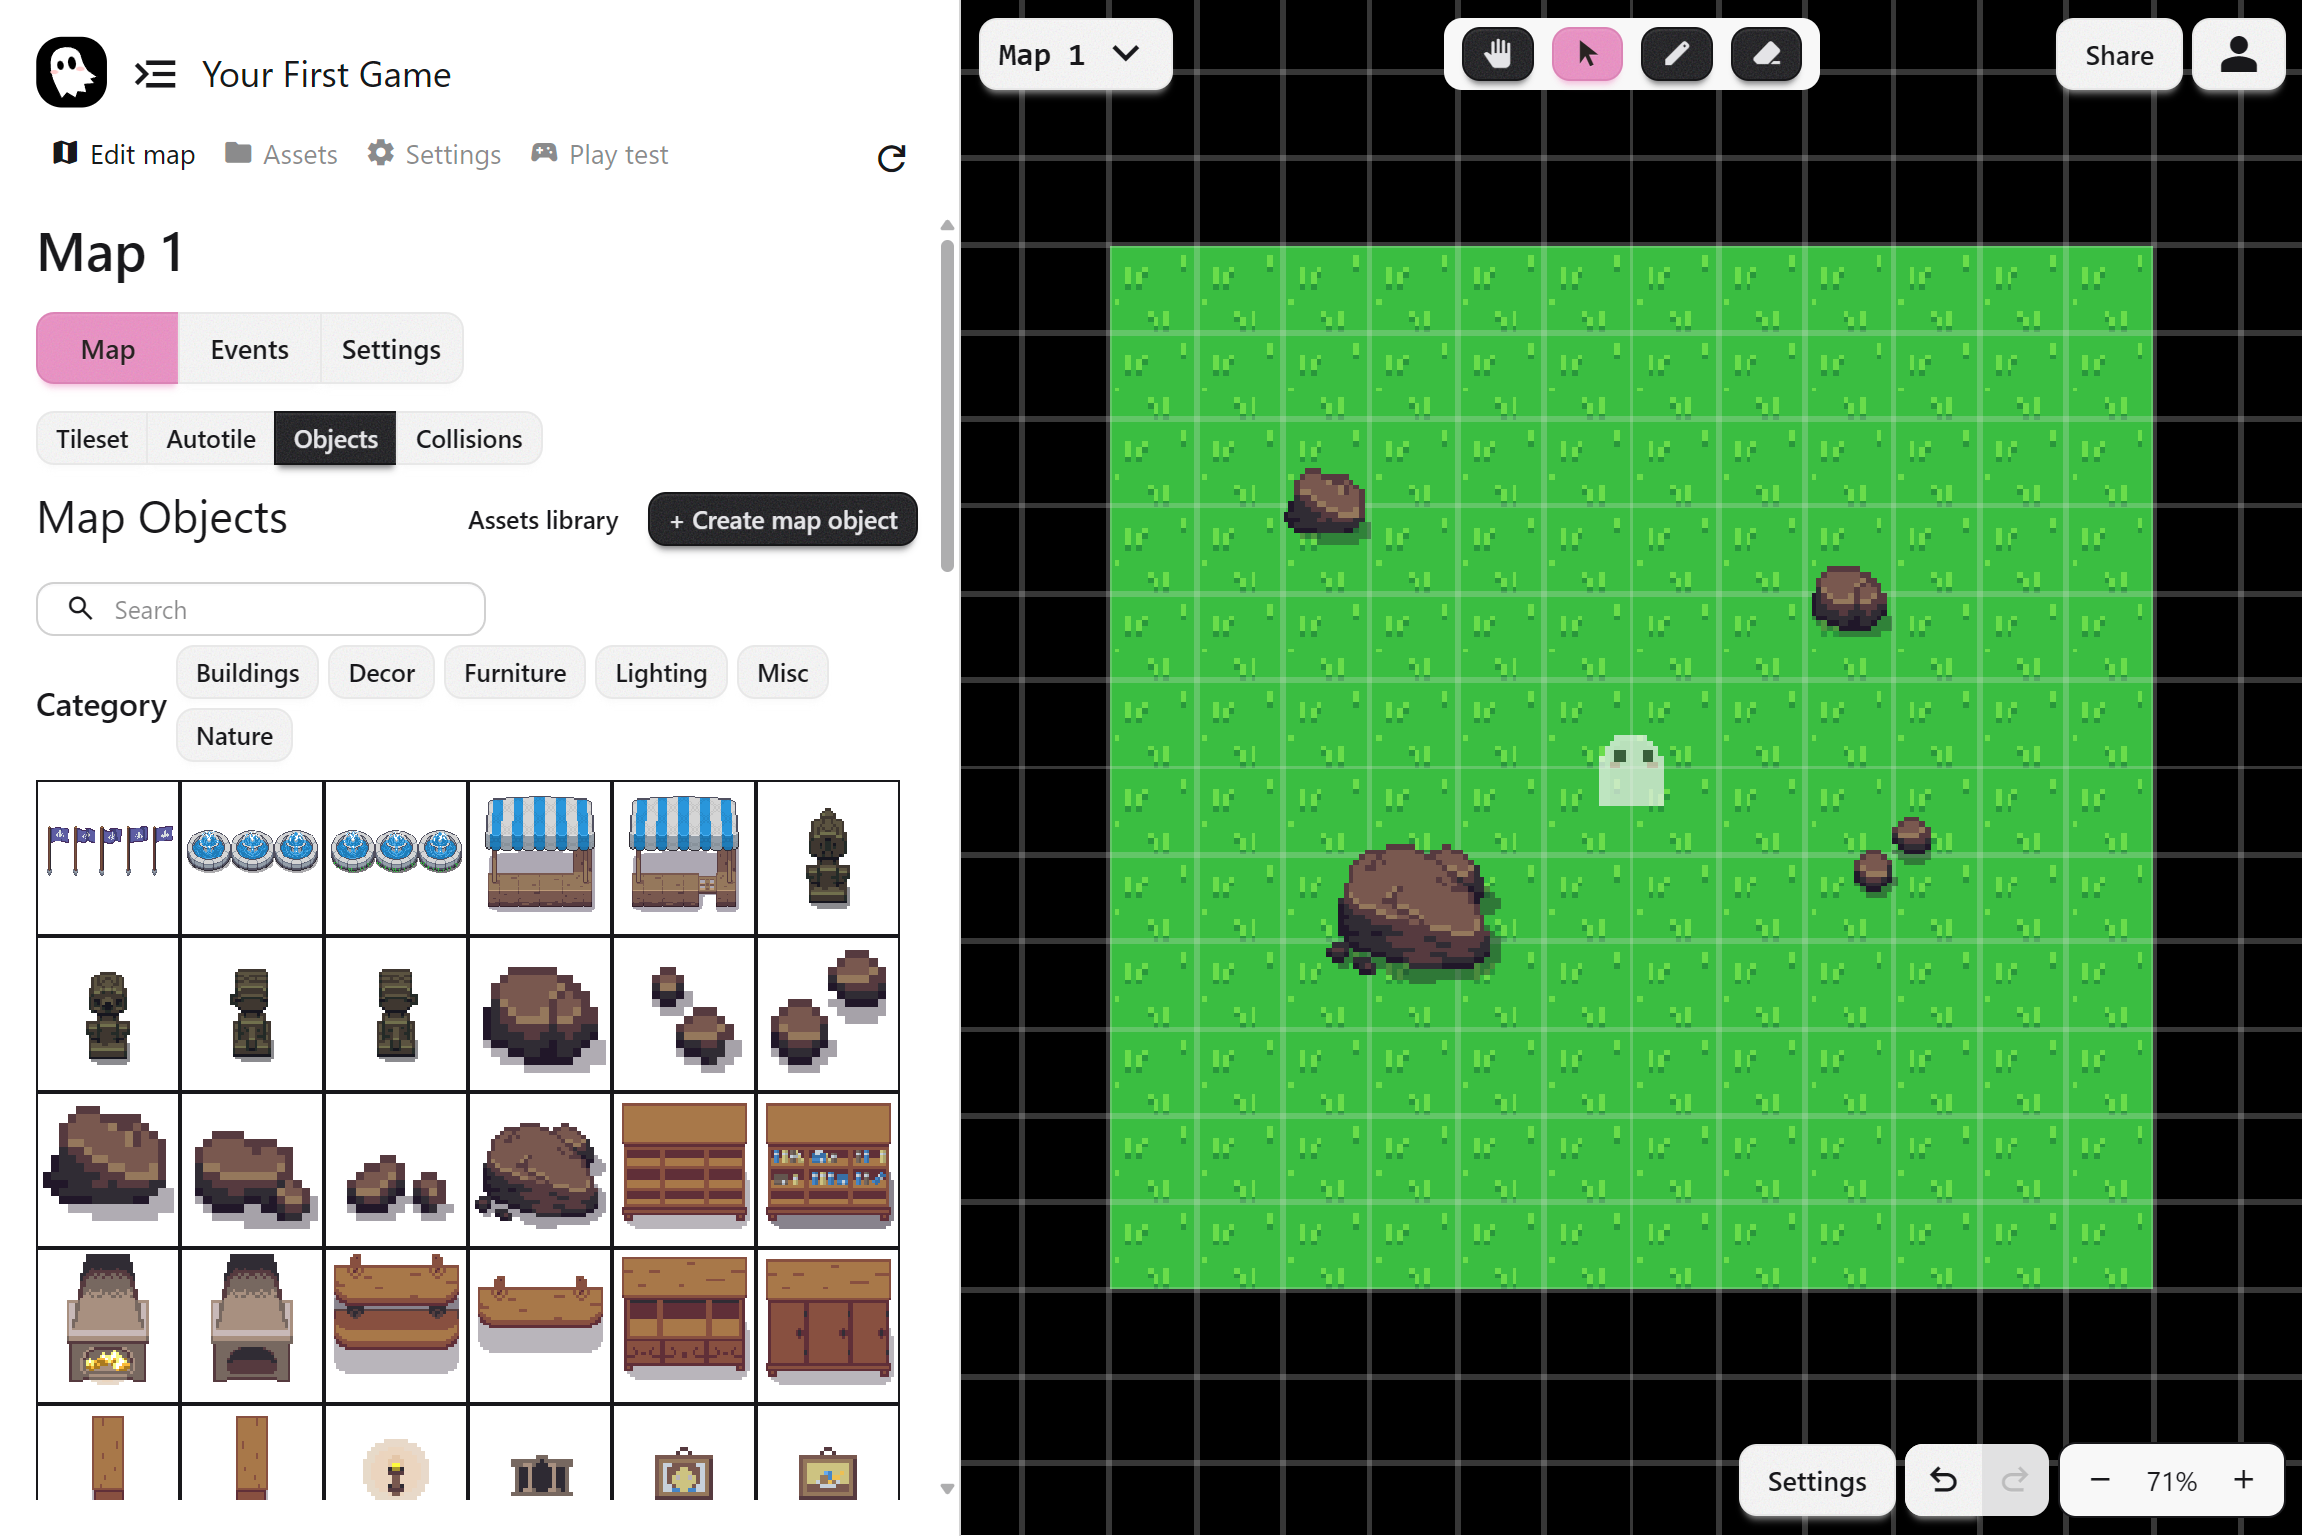 Your First Game
Edit map Assets Settings Play test
Map 1
Map Events Settings
Tileset Autotile Objects Collisions
Map Objects Assets library + Create map object
Search
Category Buildings Decor Furniture Lighting Misc
Nature
Map 1
Share
Settings
71%